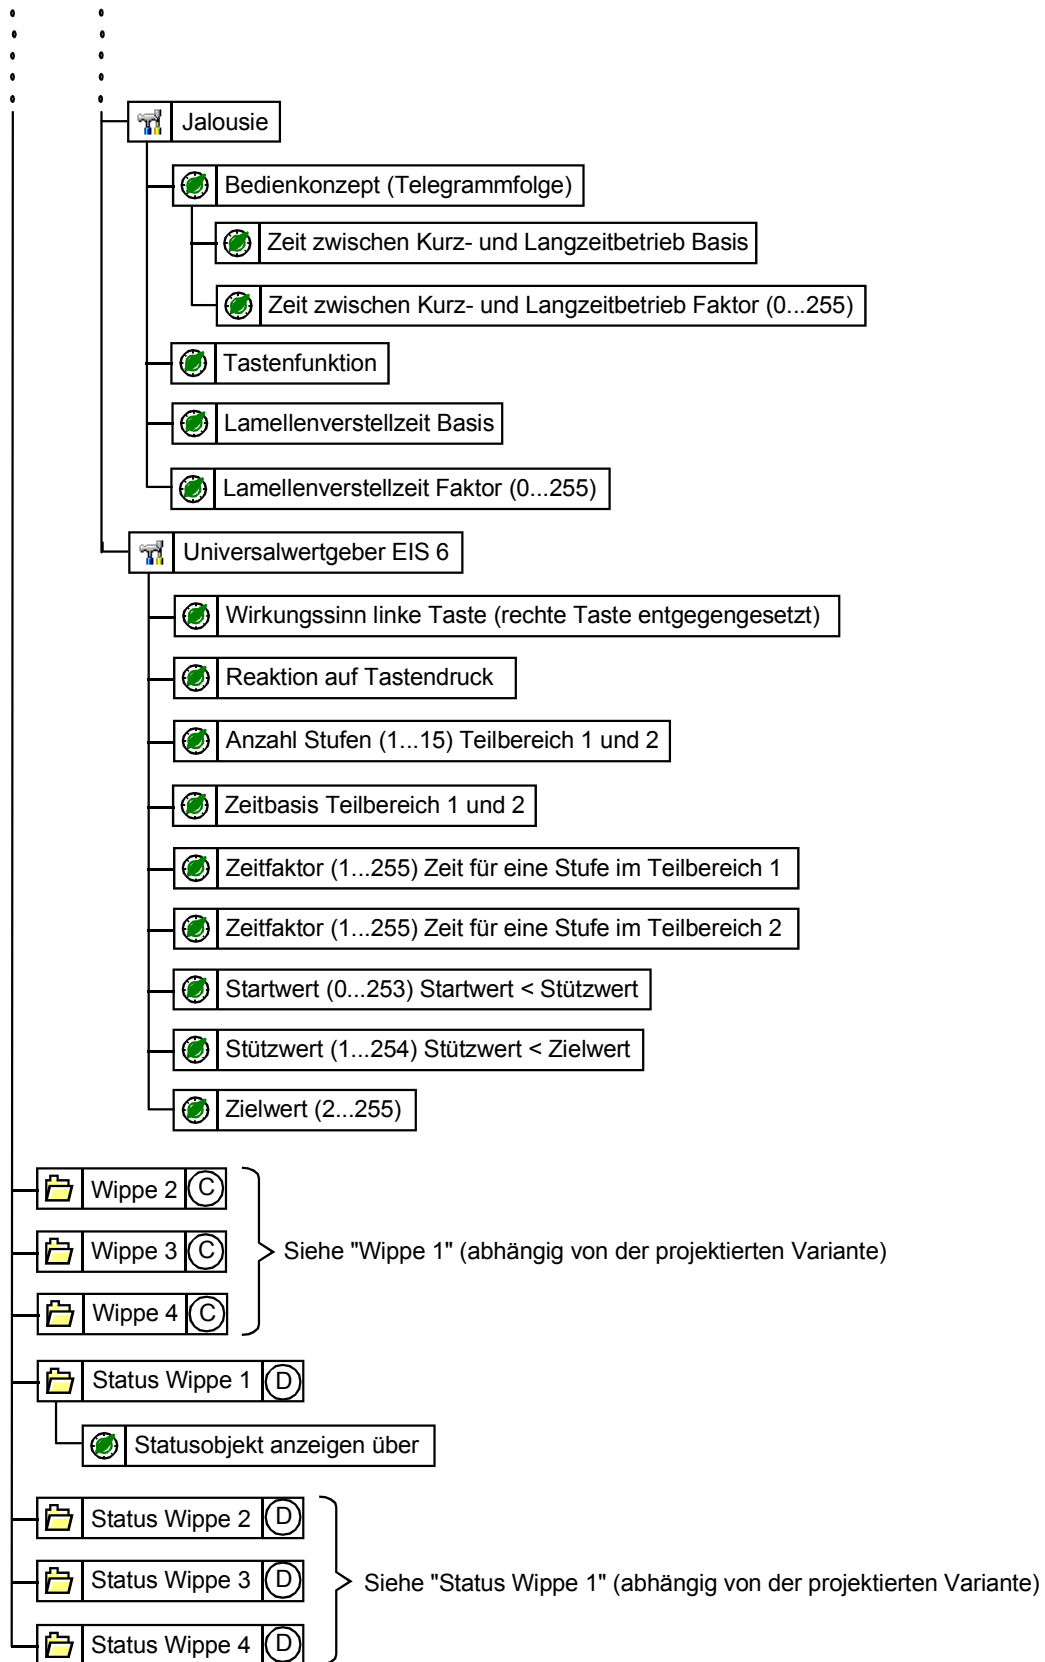 Jalousie
Bedienkonzept (Telegrammfolge)
Zeit zwischen Kurz- und Langzeitbetrieb Basis
Zeit zwischen Kurz- und Langzeitbetrieb Faktor (0...255)
Tastenfunktion
Lamellenverstellzeit Basis
Lamellenverstellzeit Faktor (0...255)
Universalwertgeber EIS 6
Wirkungssinn linke Taste (rechte Taste entgegengesetzt)
Reaktion auf Tastendruck
Anzahl Stufen (1...15) Teilbereich 1 und 2
Zeitbasis Teilbereich 1 und 2
Zeitfaktor (1...255) Zeit für eine Stufe im Teilbereich 1
Zeitfaktor (1...255) Zeit für eine Stufe im Teilbereich 2
Startwert (0...253) Startwert < Stützwert
Stützwert (1...254) Stützwert < Zielwert
Zielwert (2...255)
Wippe 2 C
Wippe 3 C
Siehe "Wippe 1" (abhängig von der projektierten Variante)
Wippe 4 C
Status Wippe 1 D
Statusobjekt anzeigen über
Status Wippe 2 D
Status Wippe 3 D
Siehe "Status Wippe 1" (abhängig von der projektierten Variante)
Status Wippe 4 D